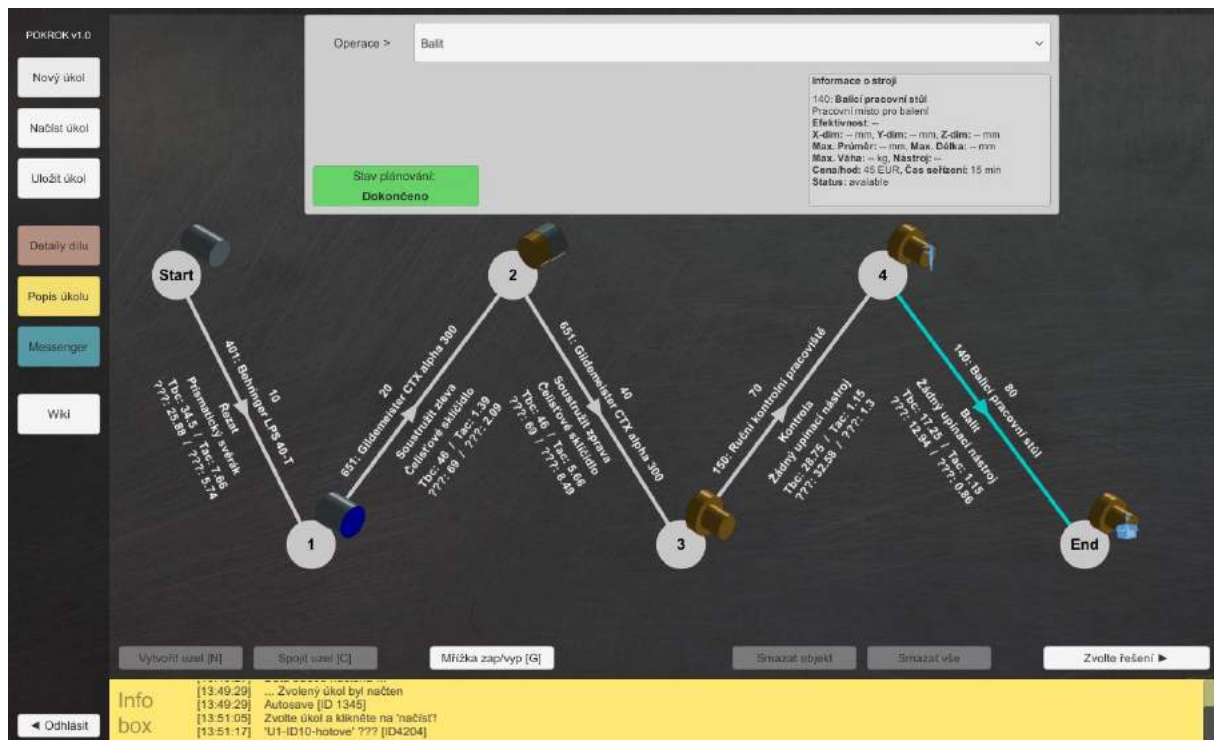 POKROK v1.0
Nový úkol
Načíst úkol
Uložit úkol
Detaily dílu
Popis úkolu
Messenger
Wiki
◄ Odhlásit
Operace >
Balit
Stav plánování:
Dokončeno
Informace o stroji
140: Balicí pracovní stůl
Pracovní místo pro balení
Efektivnost: --
X-dim: -- mm, Y-dim: -- mm, Z-dim: -- mm
Max. Průměr: -- mm, Max. Délka: -- mm
Max. Váha: -- kg, Nástroj: --
Cena/hod: 45 EUR, Čas seřízení: 15 min
Status: avaiable
Start
10
401: Behringer LPS 40-T
Řezat
Prismatický svěrák
Tbc: 34.5 / Tac: 7.66
???: 25.88 / ???: 5.74
1
20
651: Gildemeister CTX alpha 300
Soustružit zleva
Čelisťové sklíčidlo
Tbc: 46 / Tac: 1.39
???: 69 / ???: 2.09
2
40
651: Gildemeister CTX alpha 300
Soustružit zprava
Čelisťové sklíčidlo
Tbc: 46 / Tac: 5.66
???: 69 / ???: 8.49
3
70
150: Ruční kontrolní pracoviště
Kontrola
Žádný upínací nástroj
Tbc: 28.75 / Tac: 1.15
???: 32.58 / ???: 1.3
4
80
140: Balicí pracovní stůl
Balit
Žádný upínací nástroj
Tbc: 17.25 / Tac: 1.15
???: 12.94 / ???: 0.86
End
Vytvořit uzel [N]
Spojit uzel [C]
Mřížka zap/vyp [G]
Smazat objekt
Smazat vše
Zvolte řešení ►
Info
box
[13:49:29] ... Zvolený úkol byl načten
[13:49:29] Autosave [ID 1345]
[13:51:05] Zvolte úkol a klikněte na 'načíst'!
[13:51:17] 'U1-ID10-hotove' ??? [ID4204]